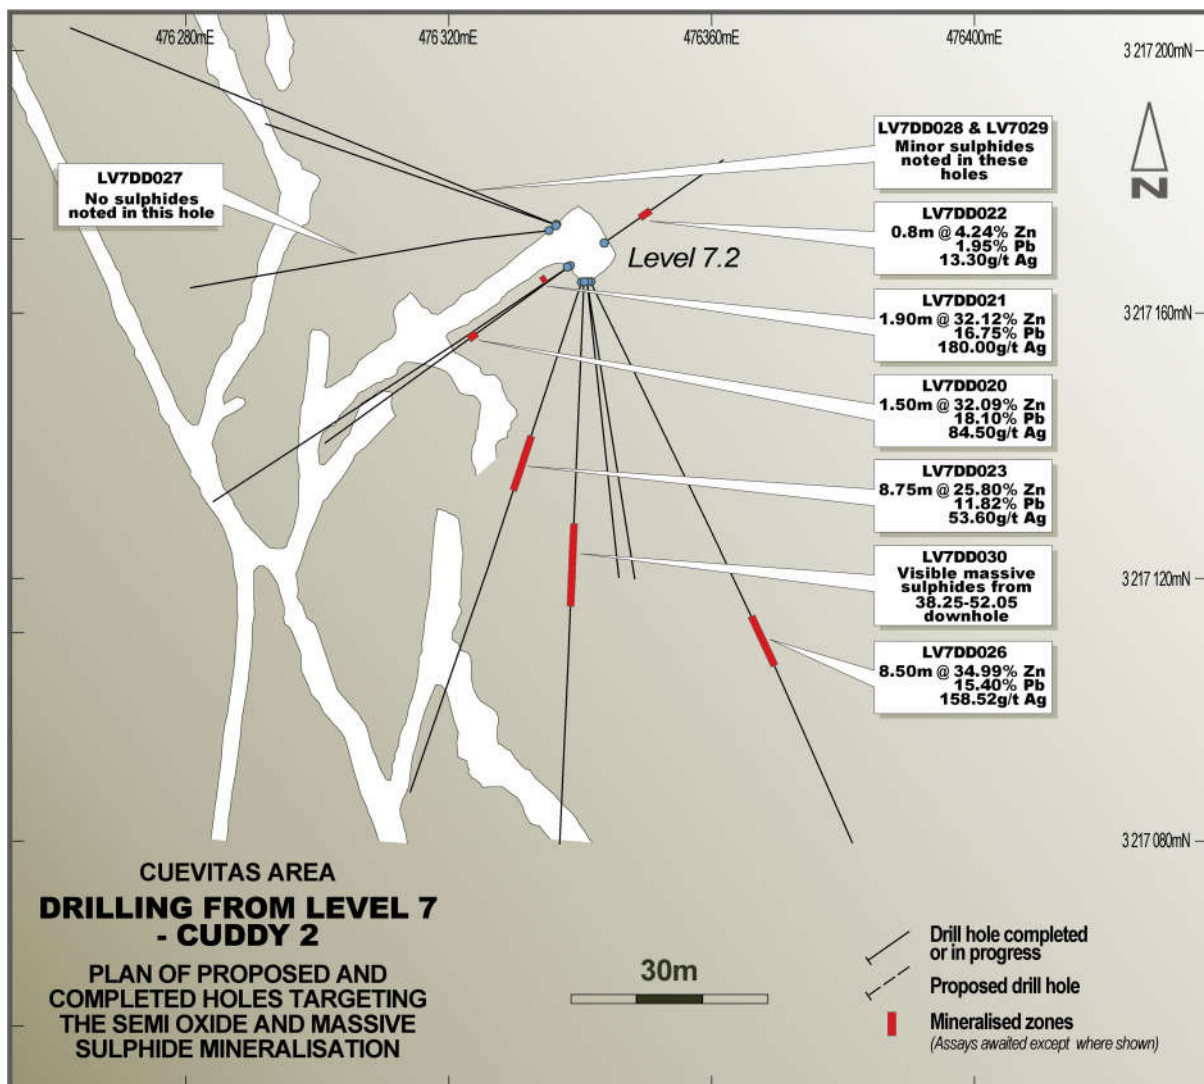 476 280mE
476 320mE
476360mE
476400mE
3 217 200mN
LV7DD028 & LV7029
Minor sulphides
noted in these
holes
N
LV7DD027
No sulphides
noted in this hole
LV7DD022
0.8m @ 4.24% Zn
1.95% Pb
13.30g/t Ag
Level 7.2
LV7DD021
1.90m @ 32.12% Zn
16.75% Pb
180.00g/t Ag
3 217 160mN
LV7DD020
1.50m @ 32.09% Zn
18.10% Pb
84.50g/t Ag
LV7DD023
8.75m @ 25.80% Zn
11.82% Pb
53.60g/t Ag
LV7DD030
Visible massive
sulphides from
38.25-52.05
downhole
3 217 120mN
LV7DD026
8.50m @ 34.99% Zn
15.40% Pb
158.52g/t Ag
3 217 080mN
CUEVITAS AREA
DRILLING FROM LEVEL 7
- CUDDY 2
PLAN OF PROPOSED AND
COMPLETED HOLES TARGETING
THE SEMI OXIDE AND MASSIVE
SULPHIDE MINERALISATION
30m
Drill hole completed
or in progress
Proposed drill hole
Mineralised zones
(Assays awaited except where shown)